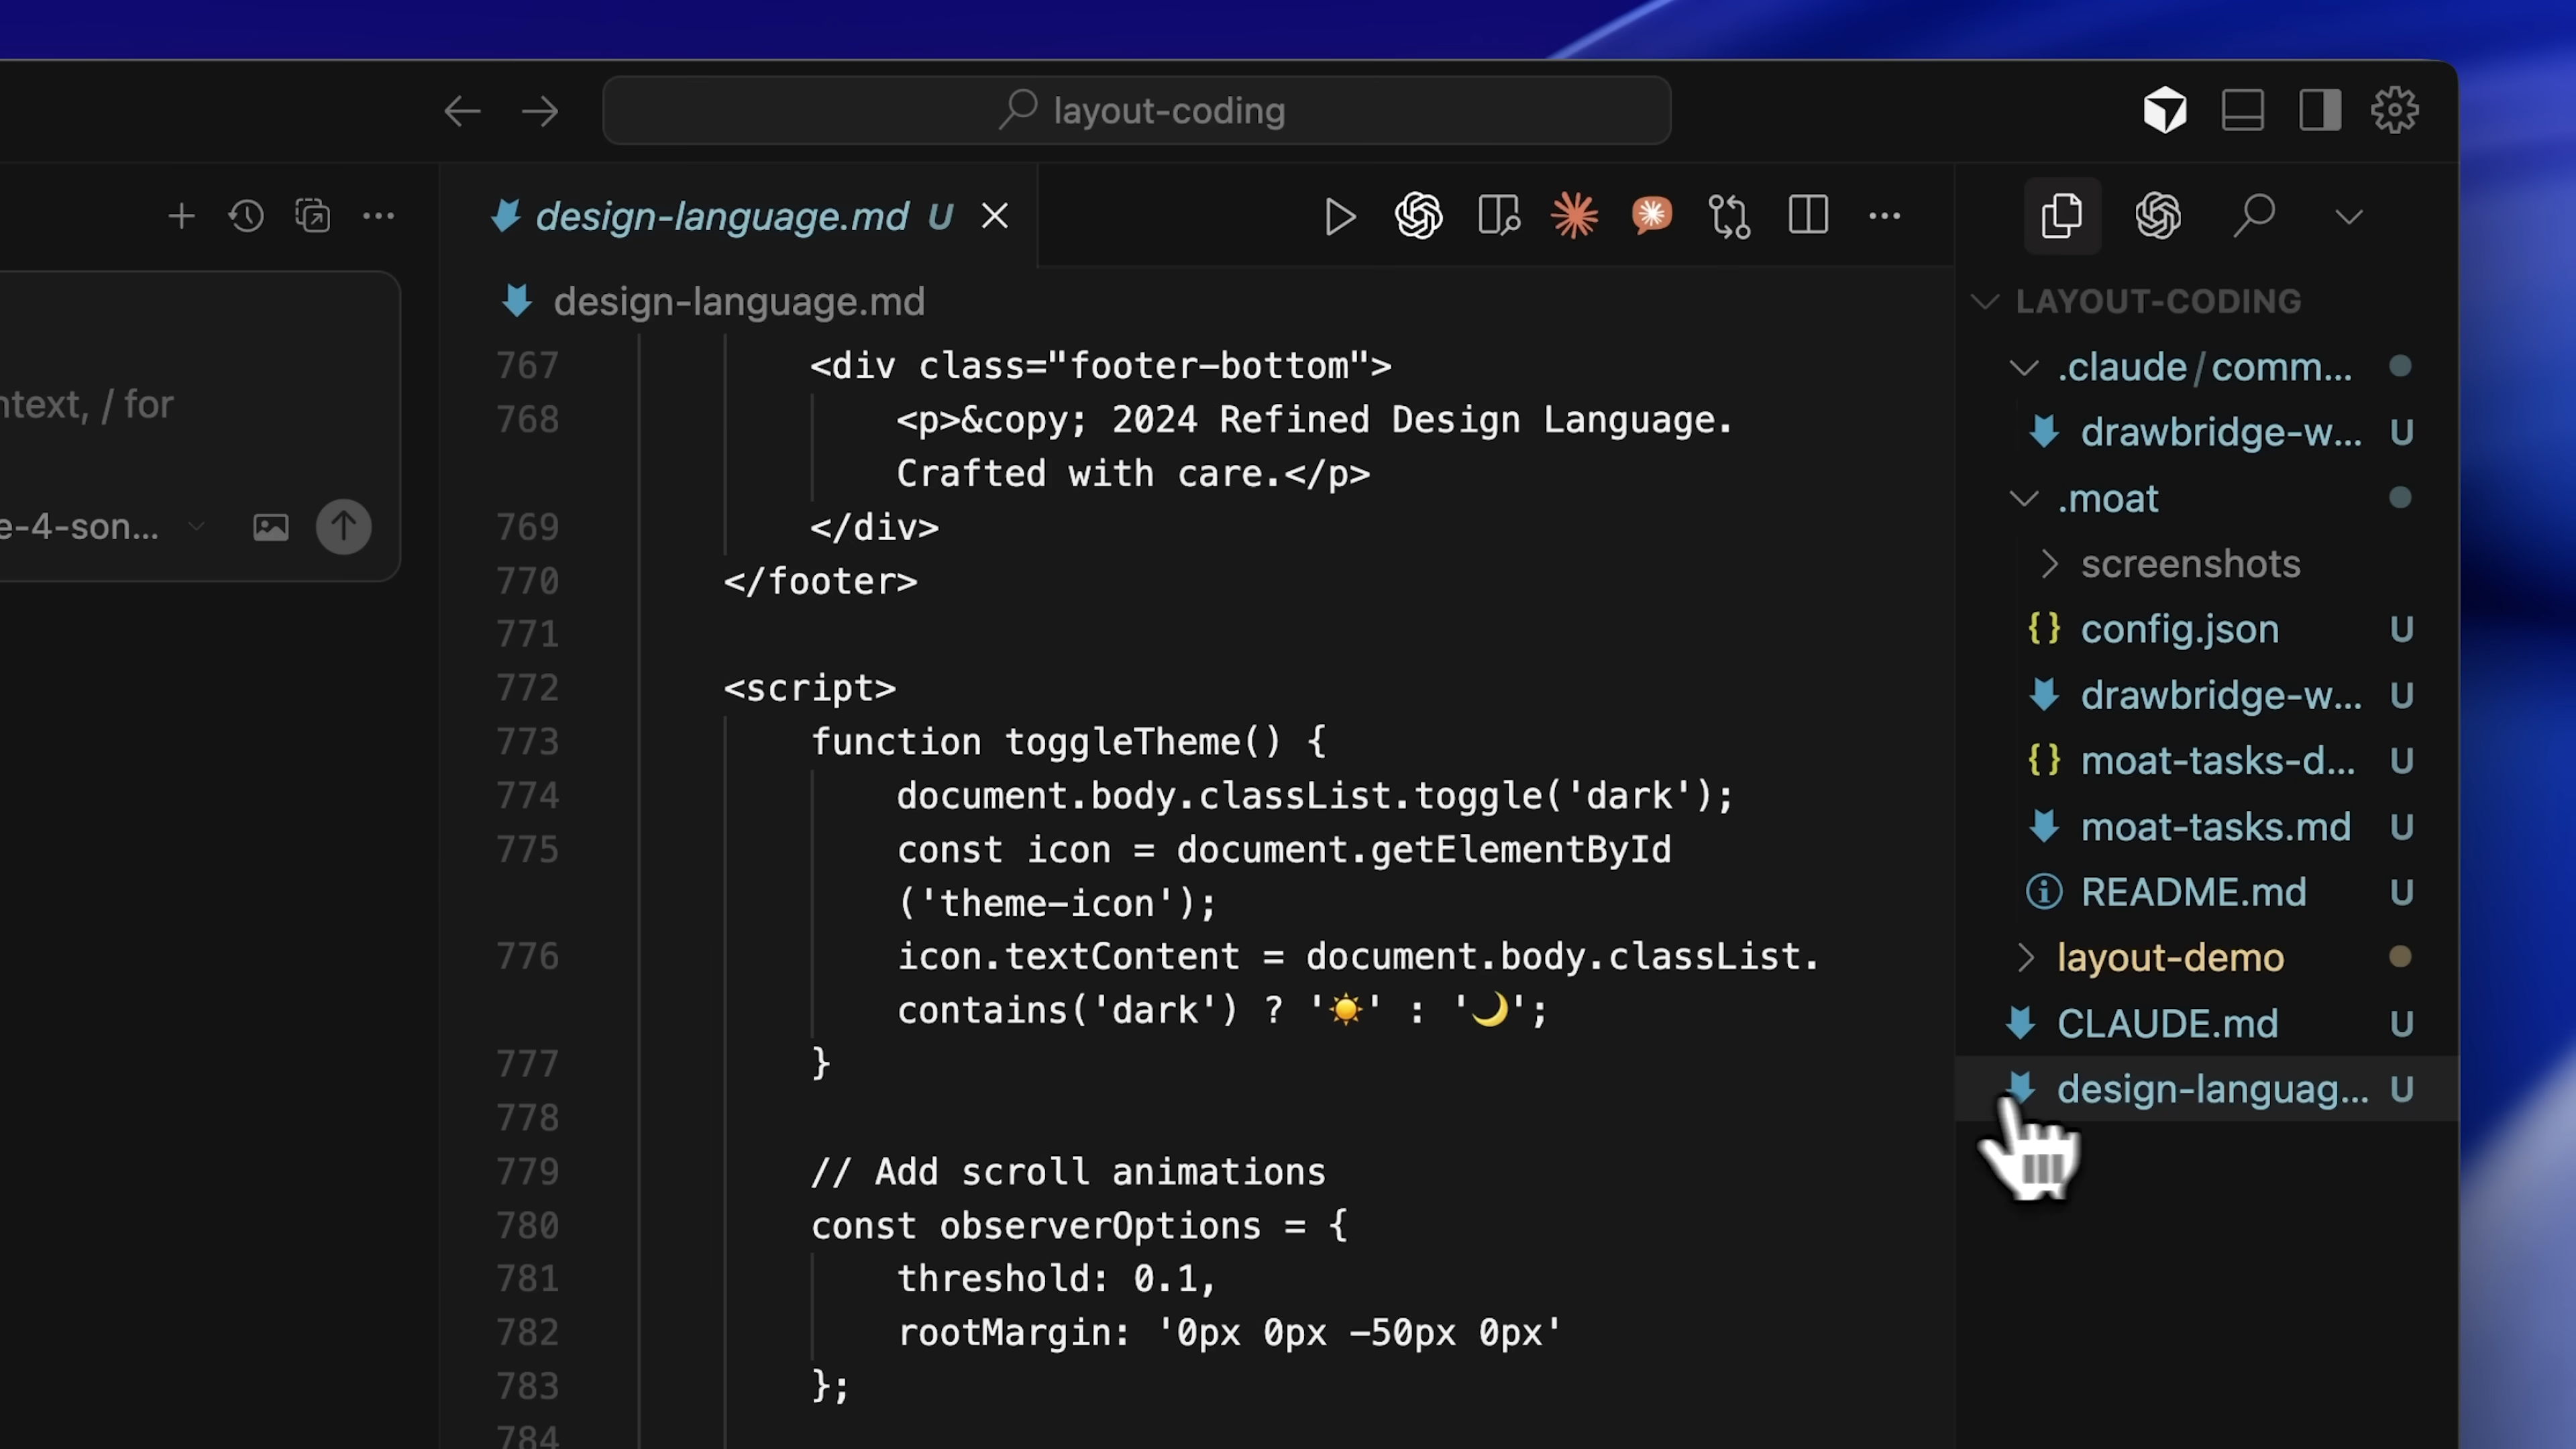 layout-coding
design-language.md U
design-language.md
ntext, / for
e-4-son...
767 <div class="footer-bottom">
768 <p>&copy; 2024 Refined Design Language.
Crafted with care.</p>
769 </div>
770 </footer>
771
772 <script>
773 function toggleTheme() {
774 document.body.classList.toggle('dark');
775 const icon = document.getElementById
('theme-icon');
776 icon.textContent = document.body.classList.
contains('dark') ? '☀️' : '🌙';
777 }
778
779 // Add scroll animations
780 const observerOptions = {
781 threshold: 0.1,
782 rootMargin: '0px 0px -50px 0px'
783 };
784
LAYOUT-CODING
.claude/comm...
drawbridge-w... U
.moat
screenshots
config.json U
drawbridge-w... U
moat-tasks-d... U
moat-tasks.md U
README.md U
layout-demo
CLAUDE.md U
design-languag... U